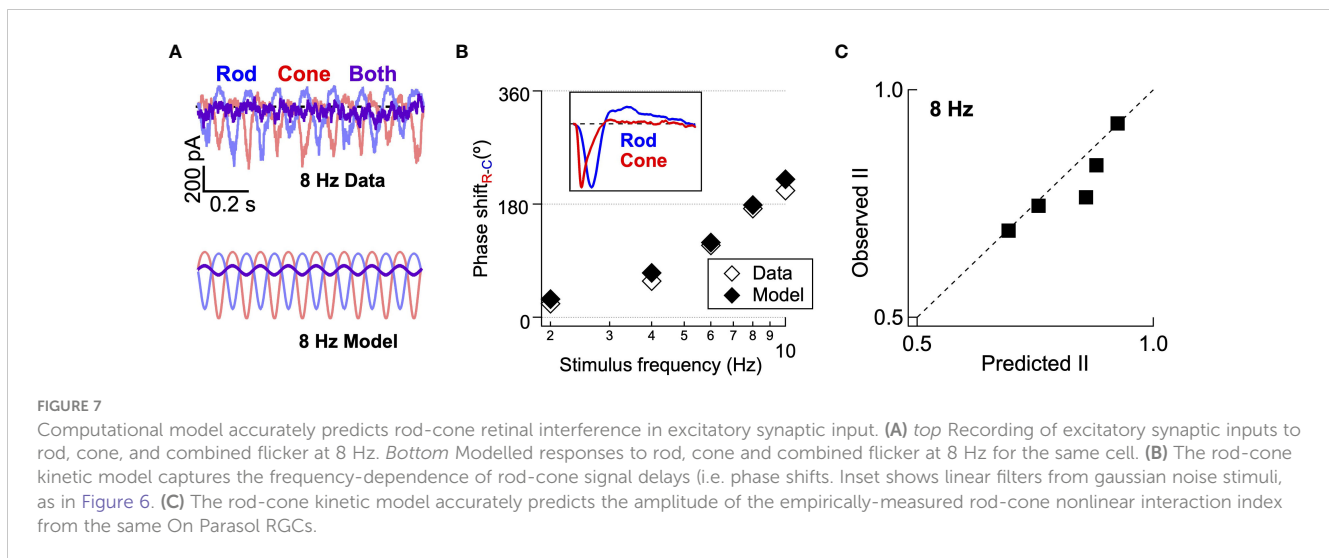 A
Rod Cone Both
200 pA
0.2 s
8 Hz Data
8 Hz Model
B
360
180
0
Phase shiftR-C(º)
Rod
Cone
Data
Model
2 3 4 5 6 7 8 9 10
Stimulus frequency (Hz)
C
1.0
8 Hz
Observed II
0.5
0.5 1.0
Predicted II
FIGURE 7
Computational model accurately predicts rod-cone retinal interference in excitatory synaptic input. (A) top Recording of excitatory synaptic inputs to
rod, cone, and combined flicker at 8 Hz. Bottom Modelled responses to rod, cone and combined flicker at 8 Hz for the same cell. (B) The rod-cone
kinetic model captures the frequency-dependence of rod-cone signal delays (i.e. phase shifts. Inset shows linear filters from gaussian noise stimuli,
as in Figure 6. (C) The rod-cone kinetic model accurately predicts the amplitude of the empirically-measured rod-cone nonlinear interaction index
from the same On Parasol RGCs.